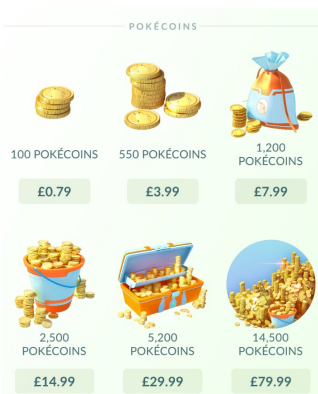 POKÉCOINS
100 POKÉCOINS
550 POKÉCOINS
1,200
POKÉCOINS
£0.79
£3.99
£7.99
2,500
POKÉCOINS
5,200
POKÉCOINS
14,500
POKÉCOINS
£14.99
£29.99
£79.99